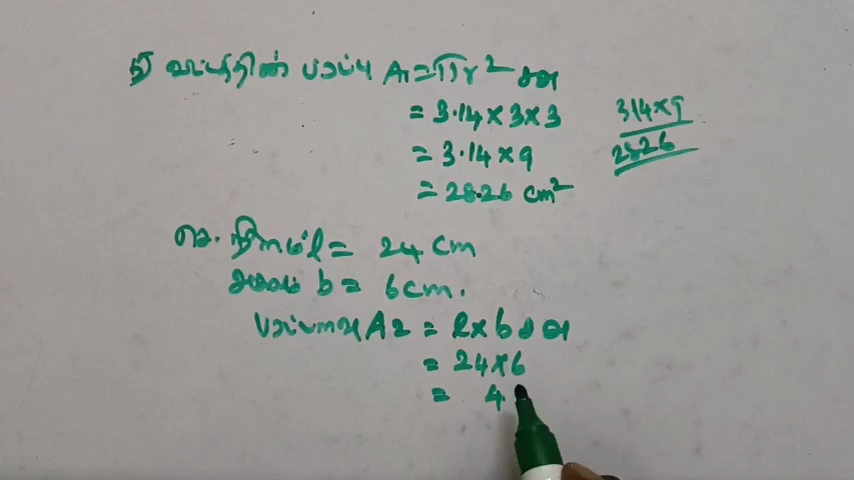 வட்டத்தின் பரப்பு A1 = πr² ச.அ
= 3.14 × 3 × 3
314 × 9
= 3.14 × 9
2826
= 28.26 cm²
செ. நீளம் l = 24 cm
அகலம் b = 6 cm.
பரப்பளவு A2 = l × b ச.அ
= 24 × 6
= 4